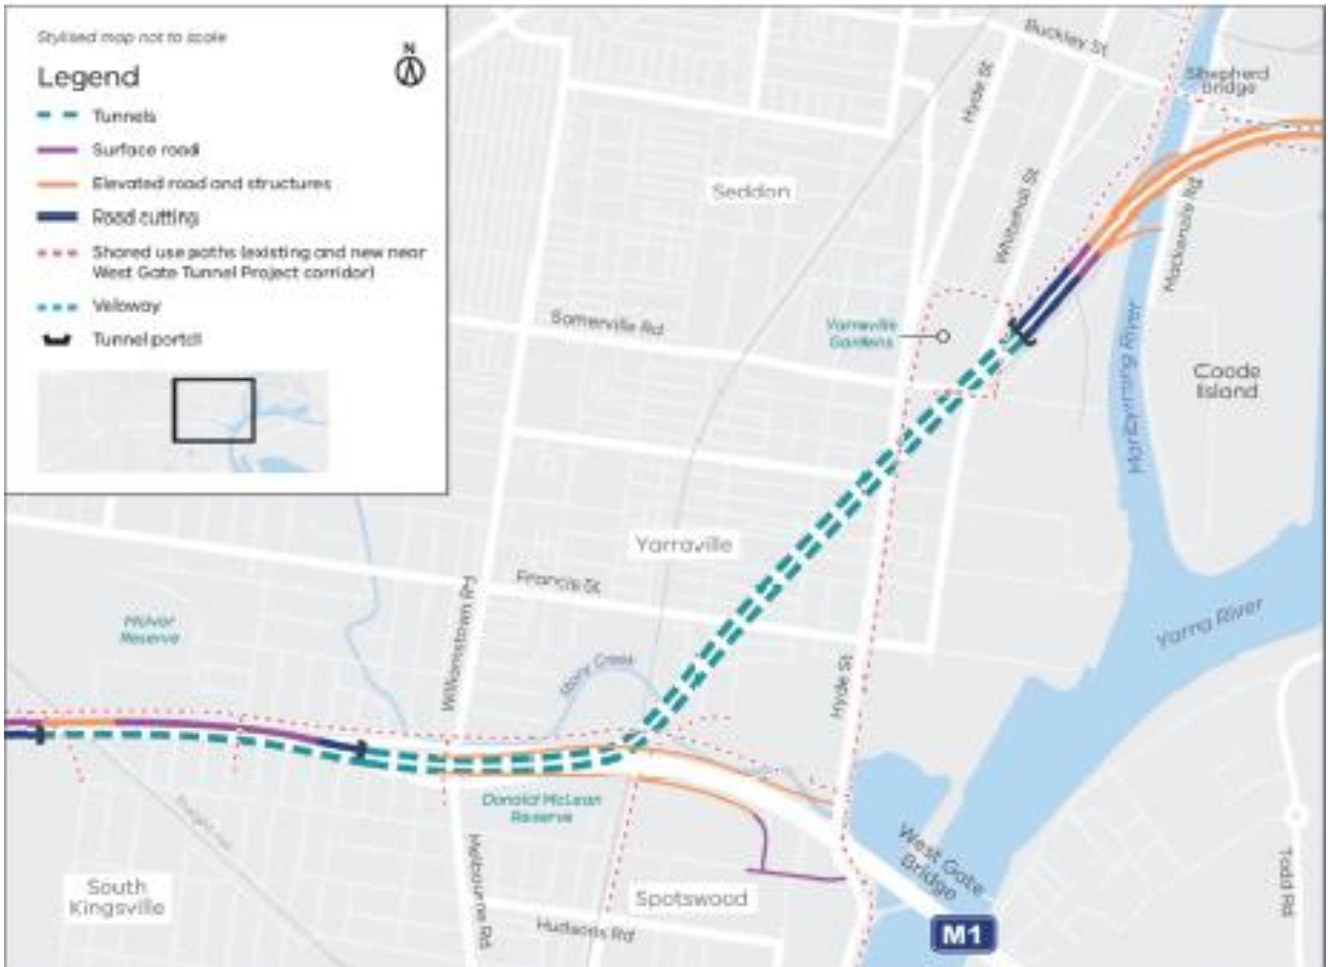 Stylised map not to scale
N
Legend
Tunnels
Surface road
Elevated road and structures
Road cutting
Shared use paths (existing and new near
West Gate Tunnel Project corridor)
Veloway
Tunnel portal
Buckley St
Shepherd
Bridge
Hyde St
Seddon
Whitehall St
Mackenzie Rd
Somerville Rd
Yarraville
Gardens
Maribyrnong River
Coode
Island
Yarraville
Francis St
Williamstown Rd
McIvor
Reserve
Stony Creek
Hyde St
Yarra River
Donald McLean
Reserve
Freight rail
South
Kingsville
Melbourne Rd
Spotswood
Hudsons Rd
West Gate
Bridge
M1
Todd Rd